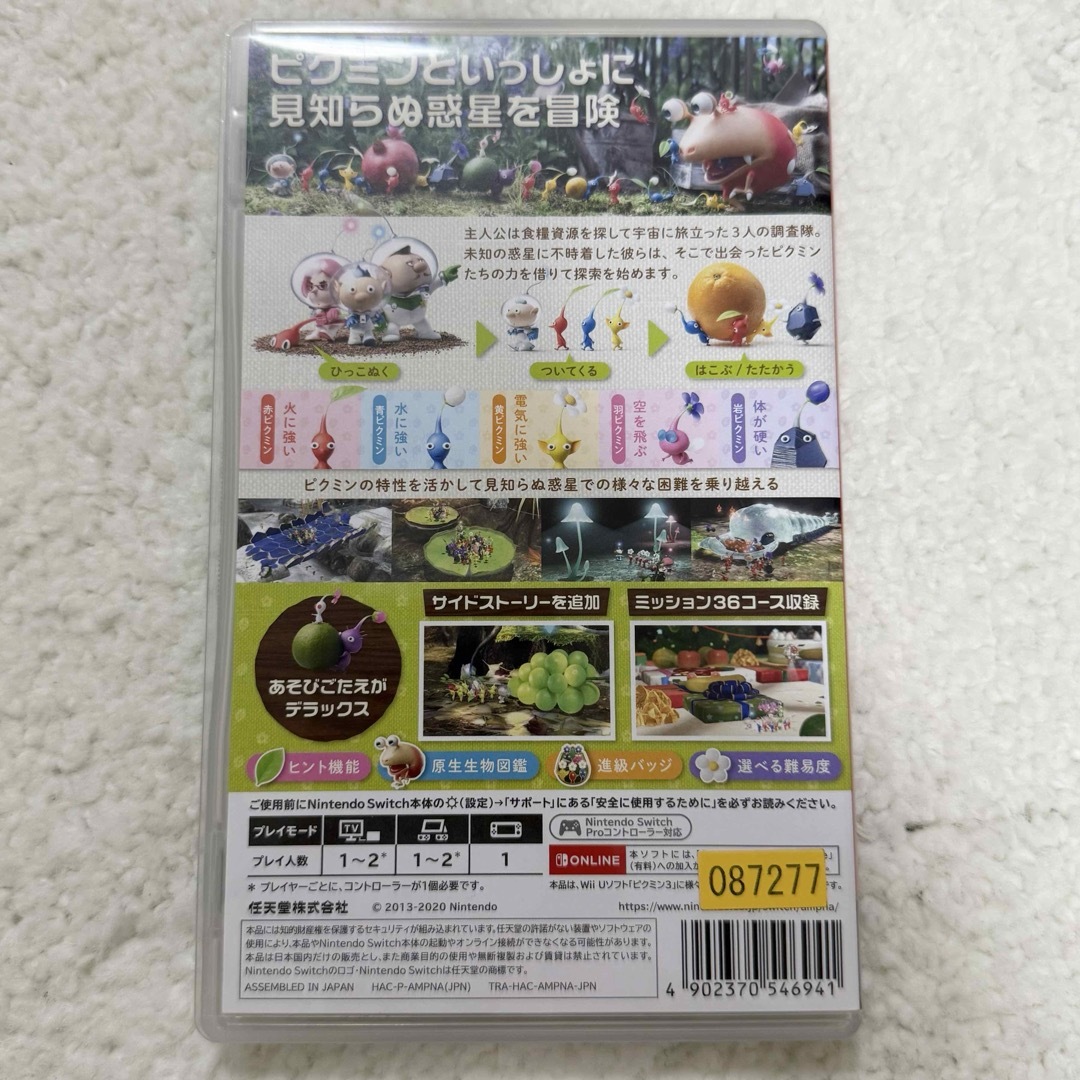 ピクミンといっしょに
見知らぬ惑星を冒険
主人公は食糧資源を探して宇宙に旅立った3人の調査隊。
未知の惑星に不時着した彼らは、そこで出会ったピクミン
たちの力を借りて探索を始めます。
ひっこぬく
ついてくる
はこぶ/たたかう
赤ピクミン
火に強い
青ピクミン
水に強い
黄ピクミン
電気に強い
羽ピクミン
空を飛ぶ
岩ピクミン
体が硬い
ピクミンの特性を活かして見知らぬ惑星での様々な困難を乗り越える
あそびごたえが
デラックス
サイドストーリーを追加
ミッション36コース収録
ヒント機能
原生生物図鑑
進級バッジ
選べる難易度
ご使用前にNintendo Switch本体の(設定)→「サポート」にある「安全に使用するために」を必ずお読みください。
プレイモード
TV
プレイ人数
1～2*
1～2*
1
* プレイヤーごとに、コントローラーが1個必要です。
Nintendo Switch
Proコントローラー対応
ONLINE
本ソフトには、
(有料)への加入が
本品は、Wii Uソフト「ピクミン3」に様々
です。
087277
任天堂株式会社
© 2013-2020 Nintendo
https://www.nin
本品には知的財産権を保護するセキュリティが組み込まれています。任天堂の許諾がない装置やソフトウェアの
使用により、本品やNintendo Switch本体の起動やオンライン接続ができなくなる可能性があります。
本品は日本国内だけの販売とし、また商業目的の使用や無断複製および賃貸は禁止されています。
Nintendo Switchのロゴ・Nintendo Switchは任天堂の商標です。
ASSEMBLED IN JAPAN HAC-P-AMPNA(JPN) TRA-HAC-AMPNA-JPN
4 902370 546941